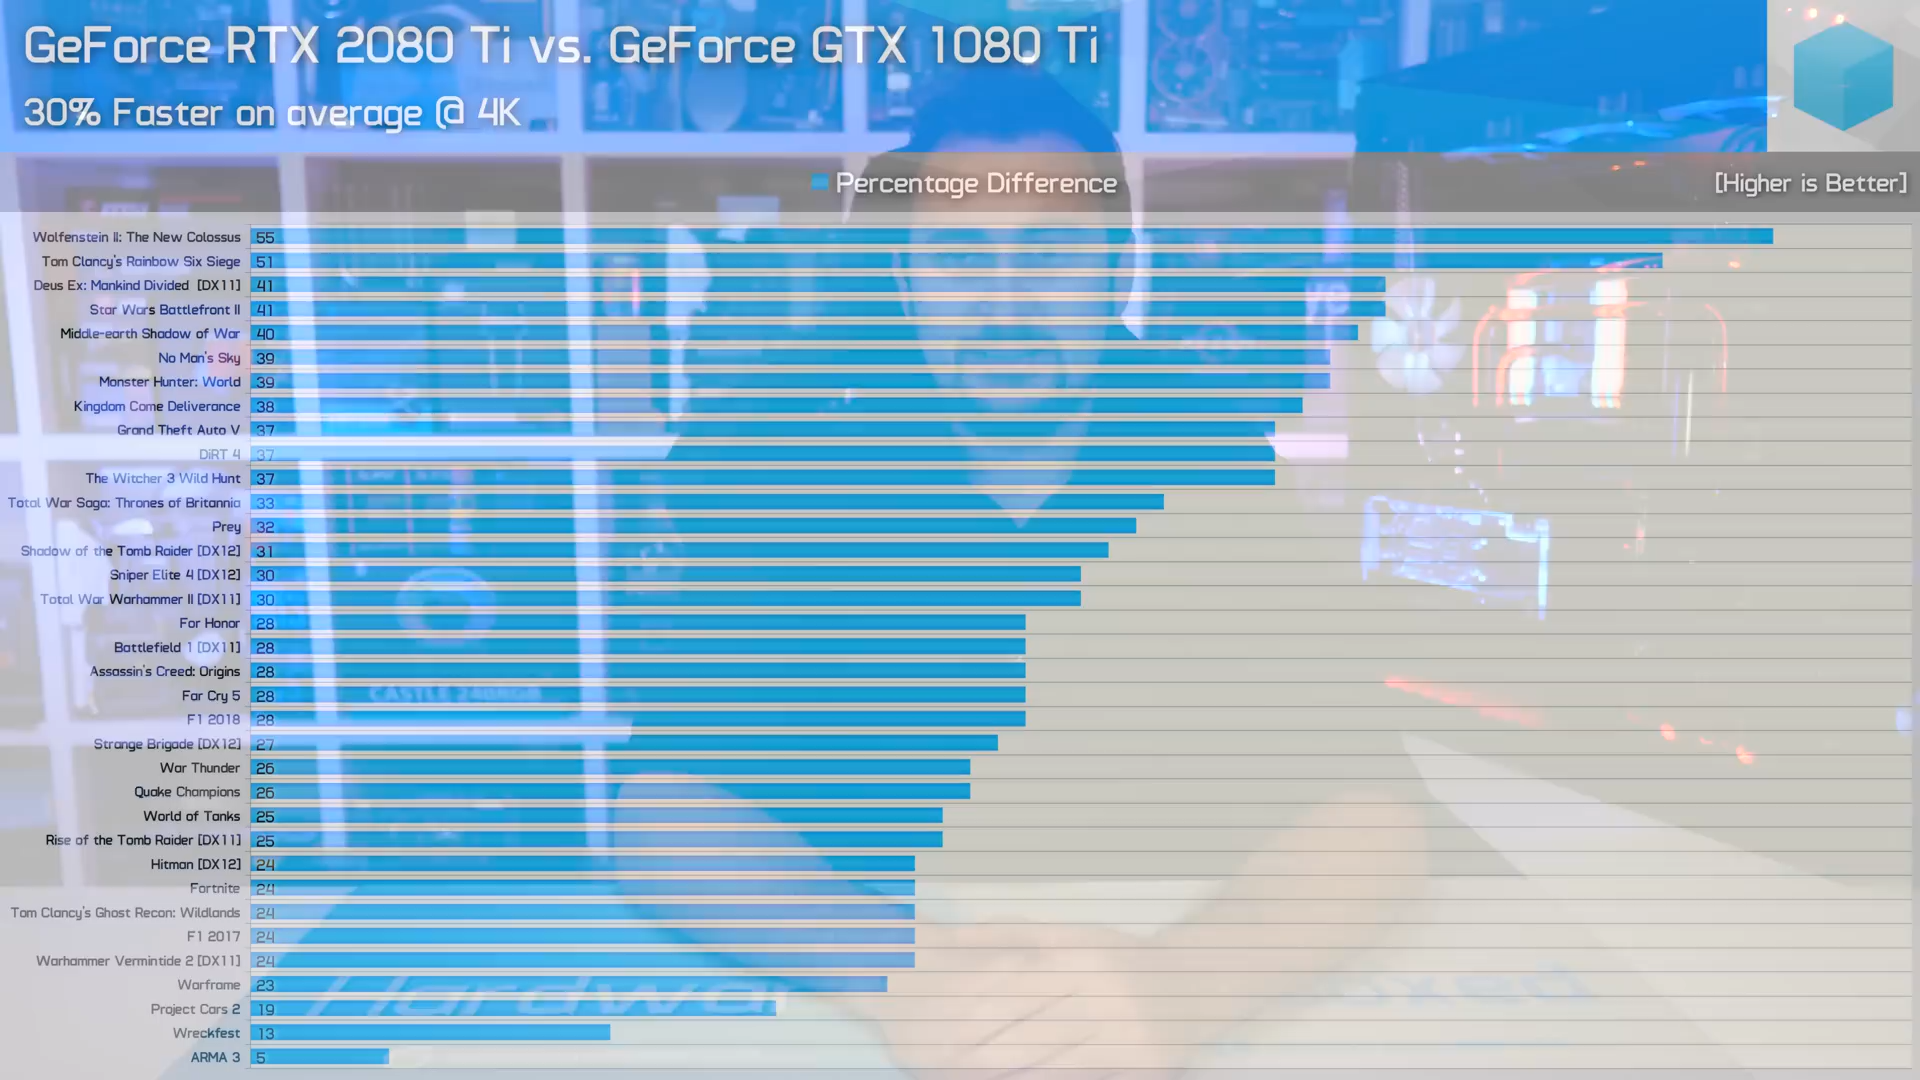 GeForce RTX 2080 Ti vs. GeForce GTX 1080 Ti
30% Faster on average @ 4K
Percentage Difference
[Higher is Better]
Wolfenstein II: The New Colossus 55
Tom Clancy's Rainbow Six Siege 51
Deus Ex: Mankind Divided [DX11] 41
Star Wars Battlefront II 41
Middle-earth Shadow of War 40
No Man's Sky 39
Monster Hunter: World 39
Kingdom Come Deliverance 38
Grand Theft Auto V 37
DiRT 4 37
The Witcher 3 Wild Hunt 37
Total War Saga: Thrones of Britannia 33
Prey 32
Shadow of the Tomb Raider [DX12] 31
Sniper Elite 4 [DX12] 30
Total War Warhammer II [DX11] 30
For Honor 28
Battlefield 1 [DX11] 28
Assassin's Creed: Origins 28
Far Cry 5 28
F1 2018 28
Strange Brigade [DX12] 27
War Thunder 26
Quake Champions 26
World of Tanks 25
Rise of the Tomb Raider [DX11] 25
Hitman [DX12] 24
Fortnite 24
Tom Clancy's Ghost Recon: Wildlands 24
F1 2017 24
Warhammer Vermintide 2 [DX11] 24
Warframe 23
Project Cars 2 19
Wreckfest 13
ARMA 3 5